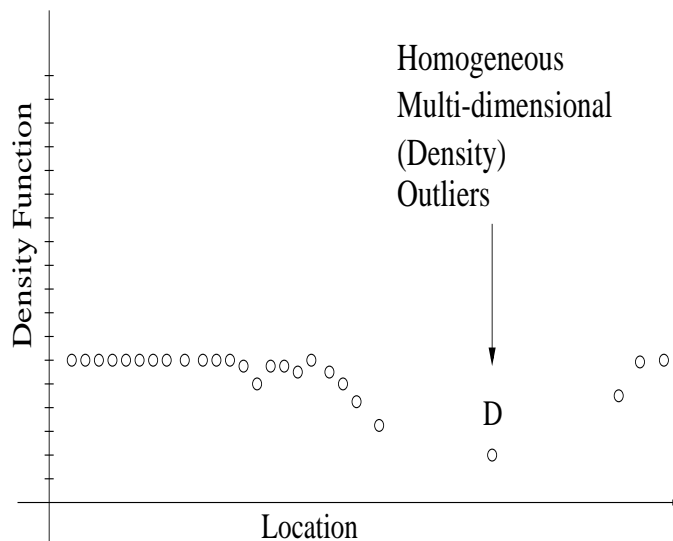 Homogeneous
Multi-dimensional
(Density)
Outliers
Density Function
D
Location